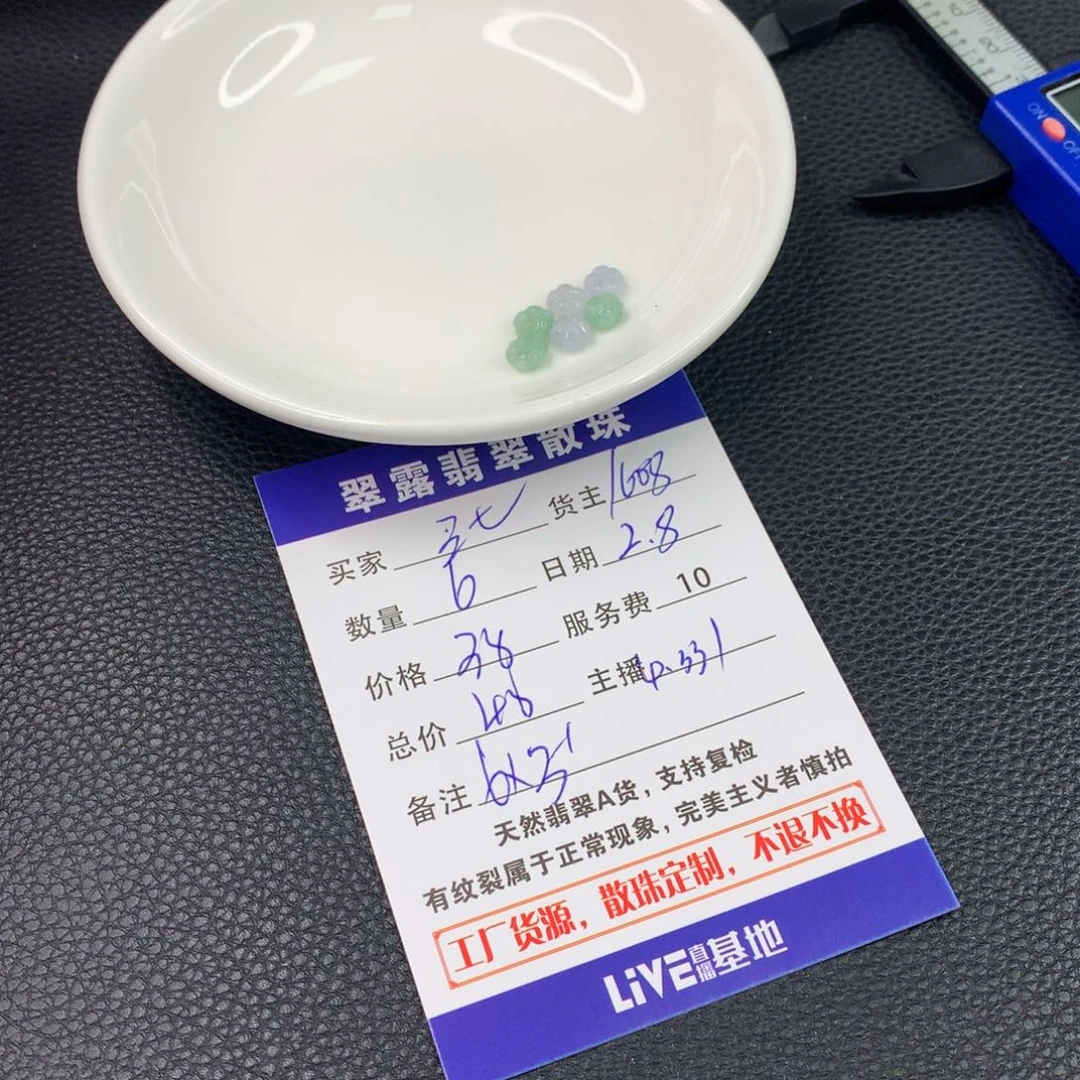 翠露翡翠散珠
买家 货主 1608
数量 6 日期 2.8
价格 38 服务费 10
总价 48 主播
备注
天然翡翠A货，支持复检
有纹裂属于正常现象，完美主义者慎拍
工厂货源，散珠定制，不退不换
LiVE直播基地
ON OFF